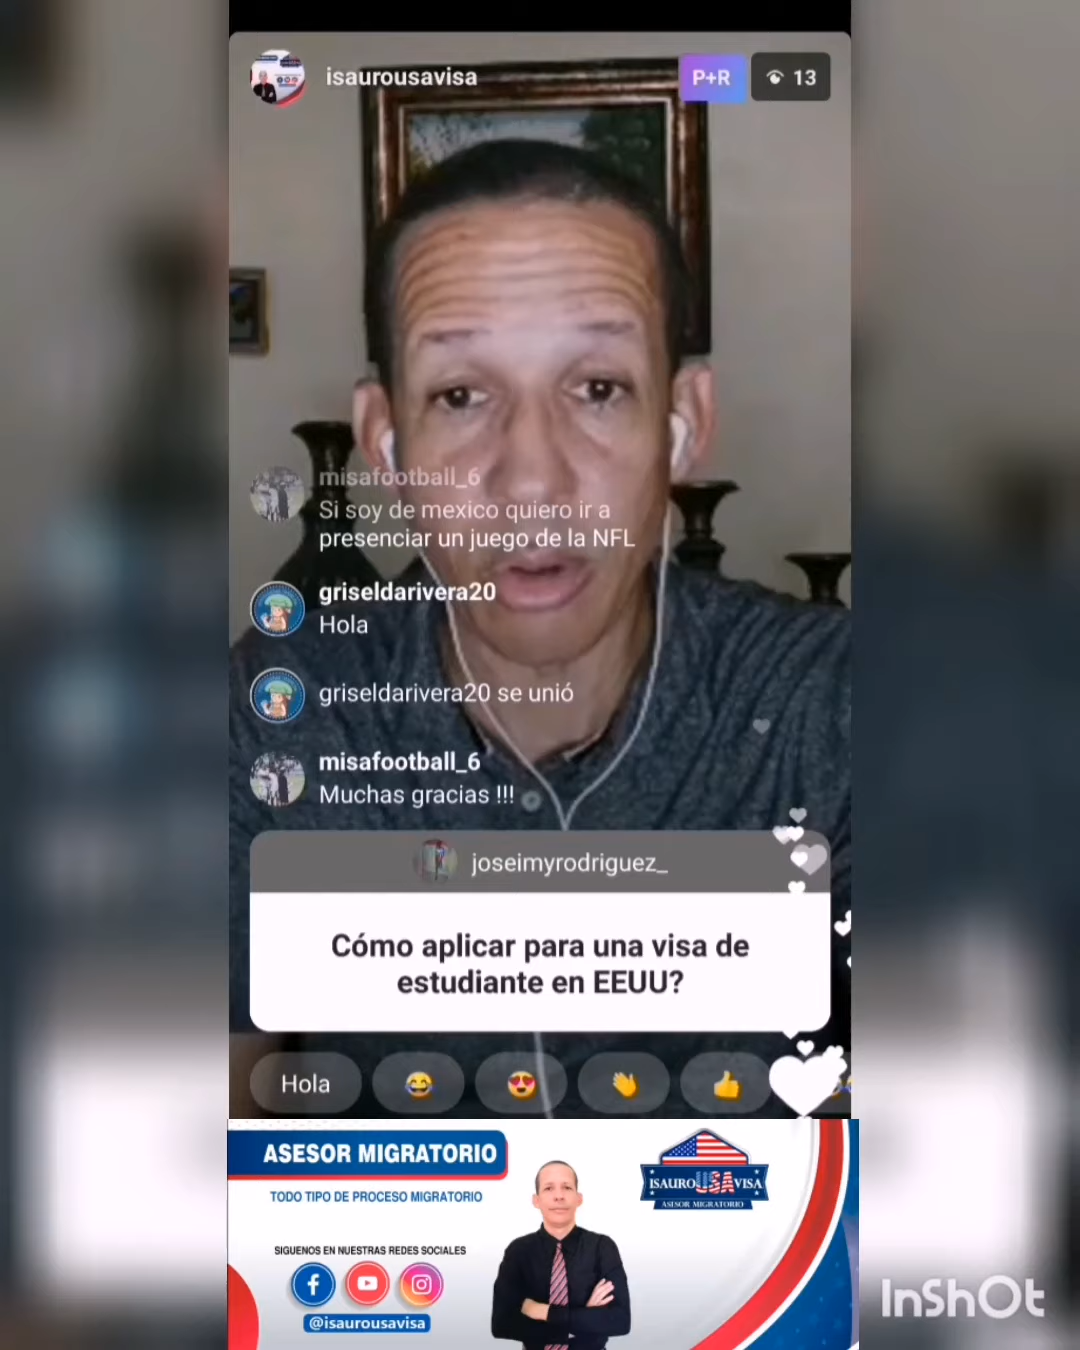 isaurousavisa
P+R
13
misafootball_6
Si soy de mexico quiero ir a
presenciar un juego de la NFL
griseldarivera20
Hola
griseldarivera20 se unió
misafootball_6
Muchas gracias !!!
joseimyrodriguez_
Cómo aplicar para una visa de
estudiante en EEUU?
Hola
ASESOR MIGRATORIO
TODO TIPO DE PROCESO MIGRATORIO
SIGUENOS EN NUESTRAS REDES SOCIALES
@isaurousavisa
ISAURO USA VISA
ASESOR MIGRATORIO
InShOt